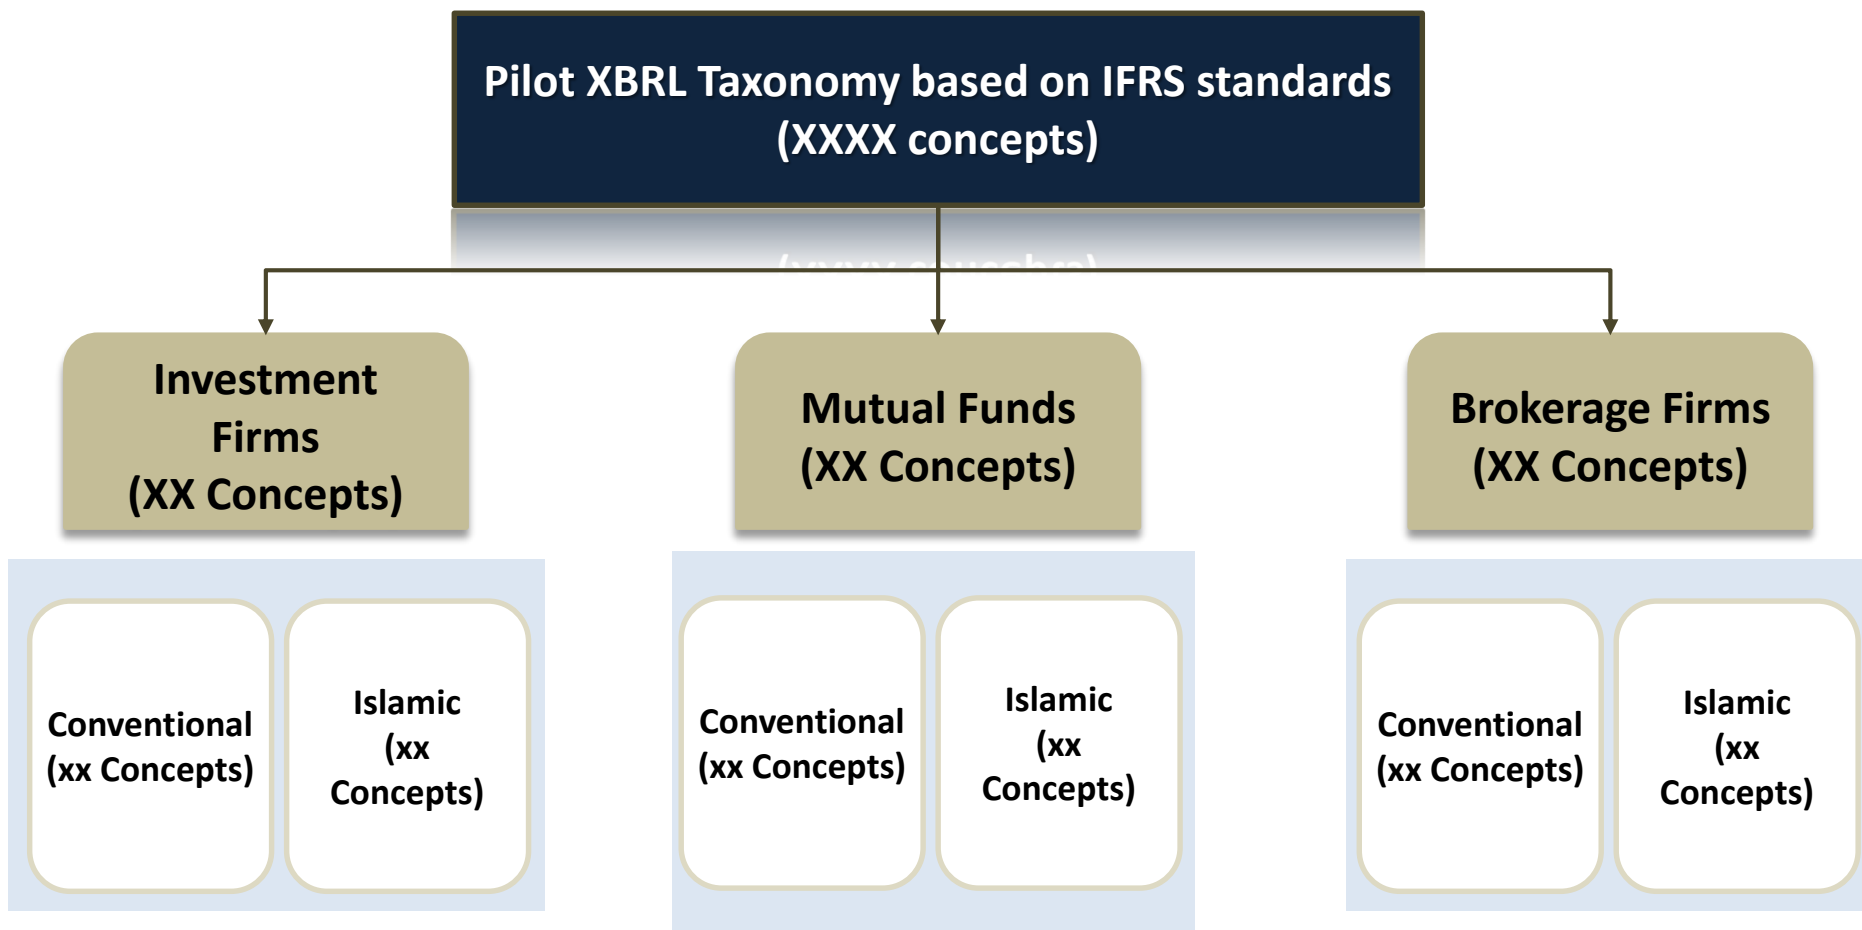 Pilot XBRL Taxonomy based on IFRS standards
(XXXX concepts)
Investment
Firms
(XX Concepts)
Mutual Funds
(XX Concepts)
Brokerage Firms
(XX Concepts)
Conventional
(xx Concepts)
Islamic
(xx
Concepts)
Conventional
(xx Concepts)
Islamic
(xx
Concepts)
Conventional
(xx Concepts)
Islamic
(xx
Concepts)